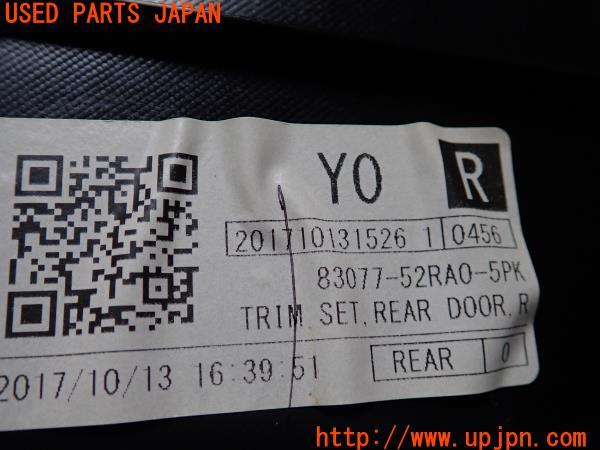 USED PARTS JAPAN
YO R
201710131526 1 0456
83077-52RA0-5PK
TRIM SET, REAR DOOR, R
2017/10/13 16:39:51 REAR 0
http://www.upjpn.com